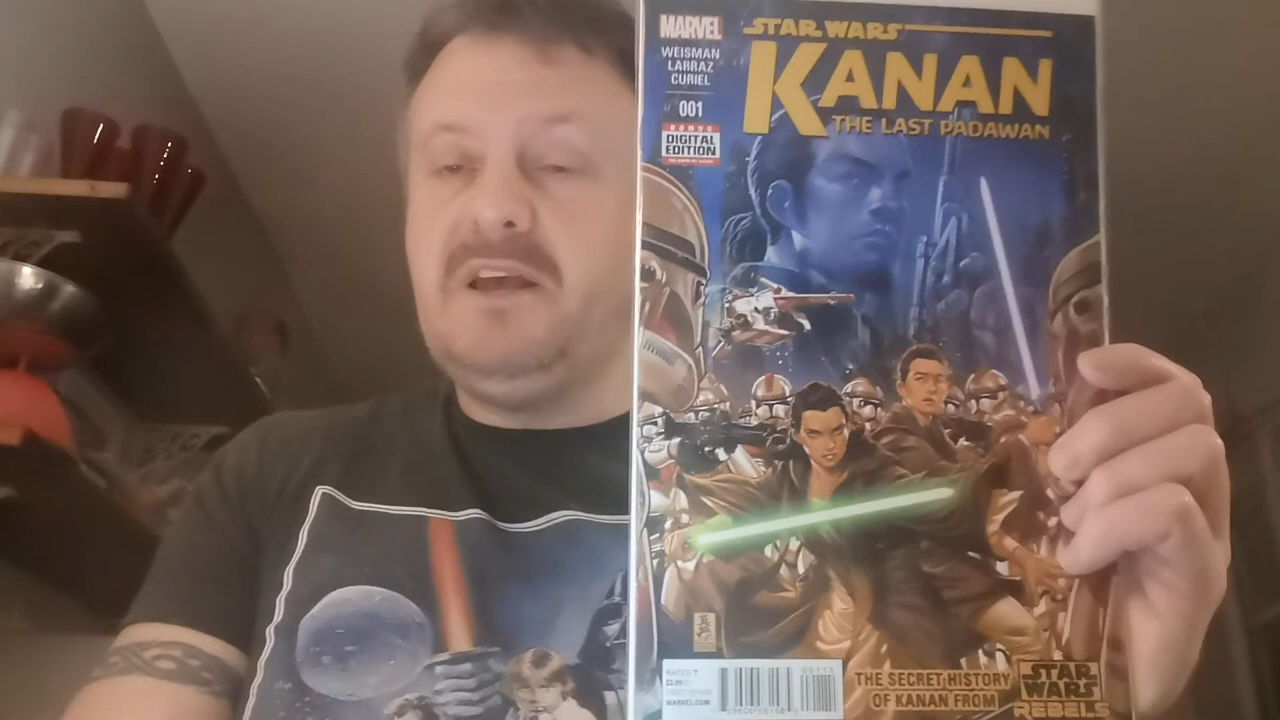 MARVEL
WEISMAN
LARRAZ
CURIEL
001
DIGITAL
EDITION
STAR WARS
KANAN
THE LAST PADAWAN
RATED T
MARVEL.COM
THE SECRET HISTORY
OF KANAN FROM
STAR
WARS
REBELS